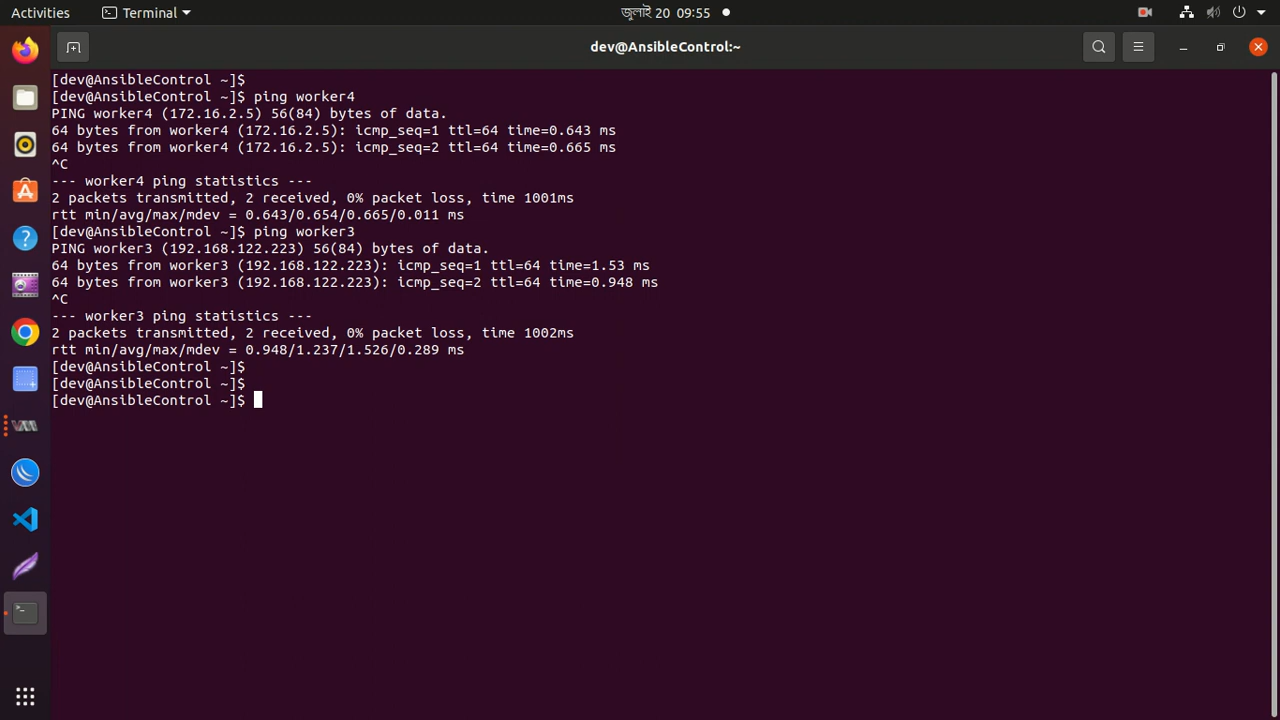 Activities
Terminal
জুলাই 20 09:55
dev@AnsibleControl:~
[dev@AnsibleControl ~]$
[dev@AnsibleControl ~]$ ping worker4
PING worker4 (172.16.2.5) 56(84) bytes of data.
64 bytes from worker4 (172.16.2.5): icmp_seq=1 ttl=64 time=0.643 ms
64 bytes from worker4 (172.16.2.5): icmp_seq=2 ttl=64 time=0.665 ms
^C
--- worker4 ping statistics ---
2 packets transmitted, 2 received, 0% packet loss, time 1001ms
rtt min/avg/max/mdev = 0.643/0.654/0.665/0.011 ms
[dev@AnsibleControl ~]$ ping worker3
PING worker3 (192.168.122.223) 56(84) bytes of data.
64 bytes from worker3 (192.168.122.223): icmp_seq=1 ttl=64 time=1.53 ms
64 bytes from worker3 (192.168.122.223): icmp_seq=2 ttl=64 time=0.948 ms
^C
--- worker3 ping statistics ---
2 packets transmitted, 2 received, 0% packet loss, time 1002ms
rtt min/avg/max/mdev = 0.948/1.237/1.526/0.289 ms
[dev@AnsibleControl ~]$
[dev@AnsibleControl ~]$
[dev@AnsibleControl ~]$